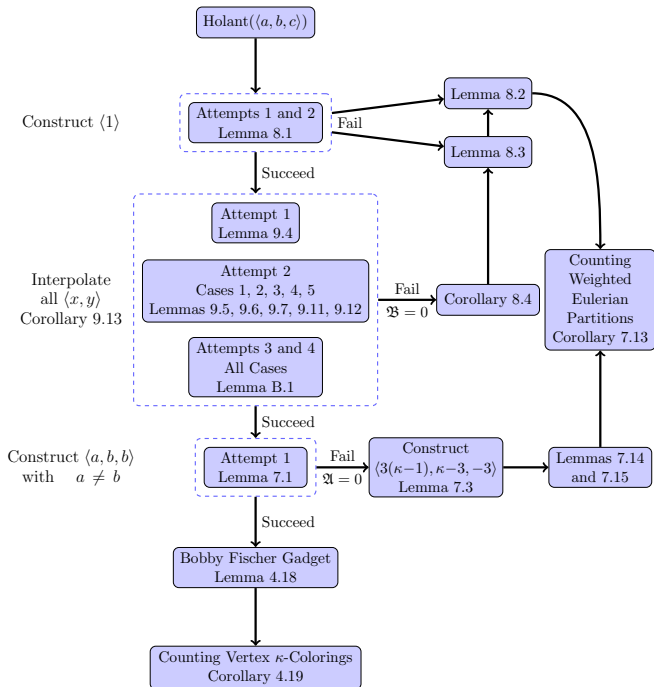 Holant(⟨a, b, c⟩)
Construct ⟨1⟩
Attempts 1 and 2
Lemma 8.1
Fail
Lemma 8.2
Lemma 8.3
Succeed
Attempt 1
Lemma 9.4
Interpolate
all ⟨x, y⟩
Corollary 9.13
Attempt 2
Cases 1, 2, 3, 4, 5
Lemmas 9.5, 9.6, 9.7, 9.11, 9.12
Fail
𝔅 = 0
Corollary 8.4
Counting
Weighted
Eulerian
Partitions
Corollary 7.13
Attempts 3 and 4
All Cases
Lemma B.1
Succeed
Construct ⟨a, b, b⟩
with a ≠ b
Attempt 1
Lemma 7.1
Fail
𝔄 = 0
Construct
⟨3(κ−1), κ−3, −3⟩
Lemma 7.3
Lemmas 7.14
and 7.15
Succeed
Bobby Fischer Gadget
Lemma 4.18
Counting Vertex κ-Colorings
Corollary 4.19